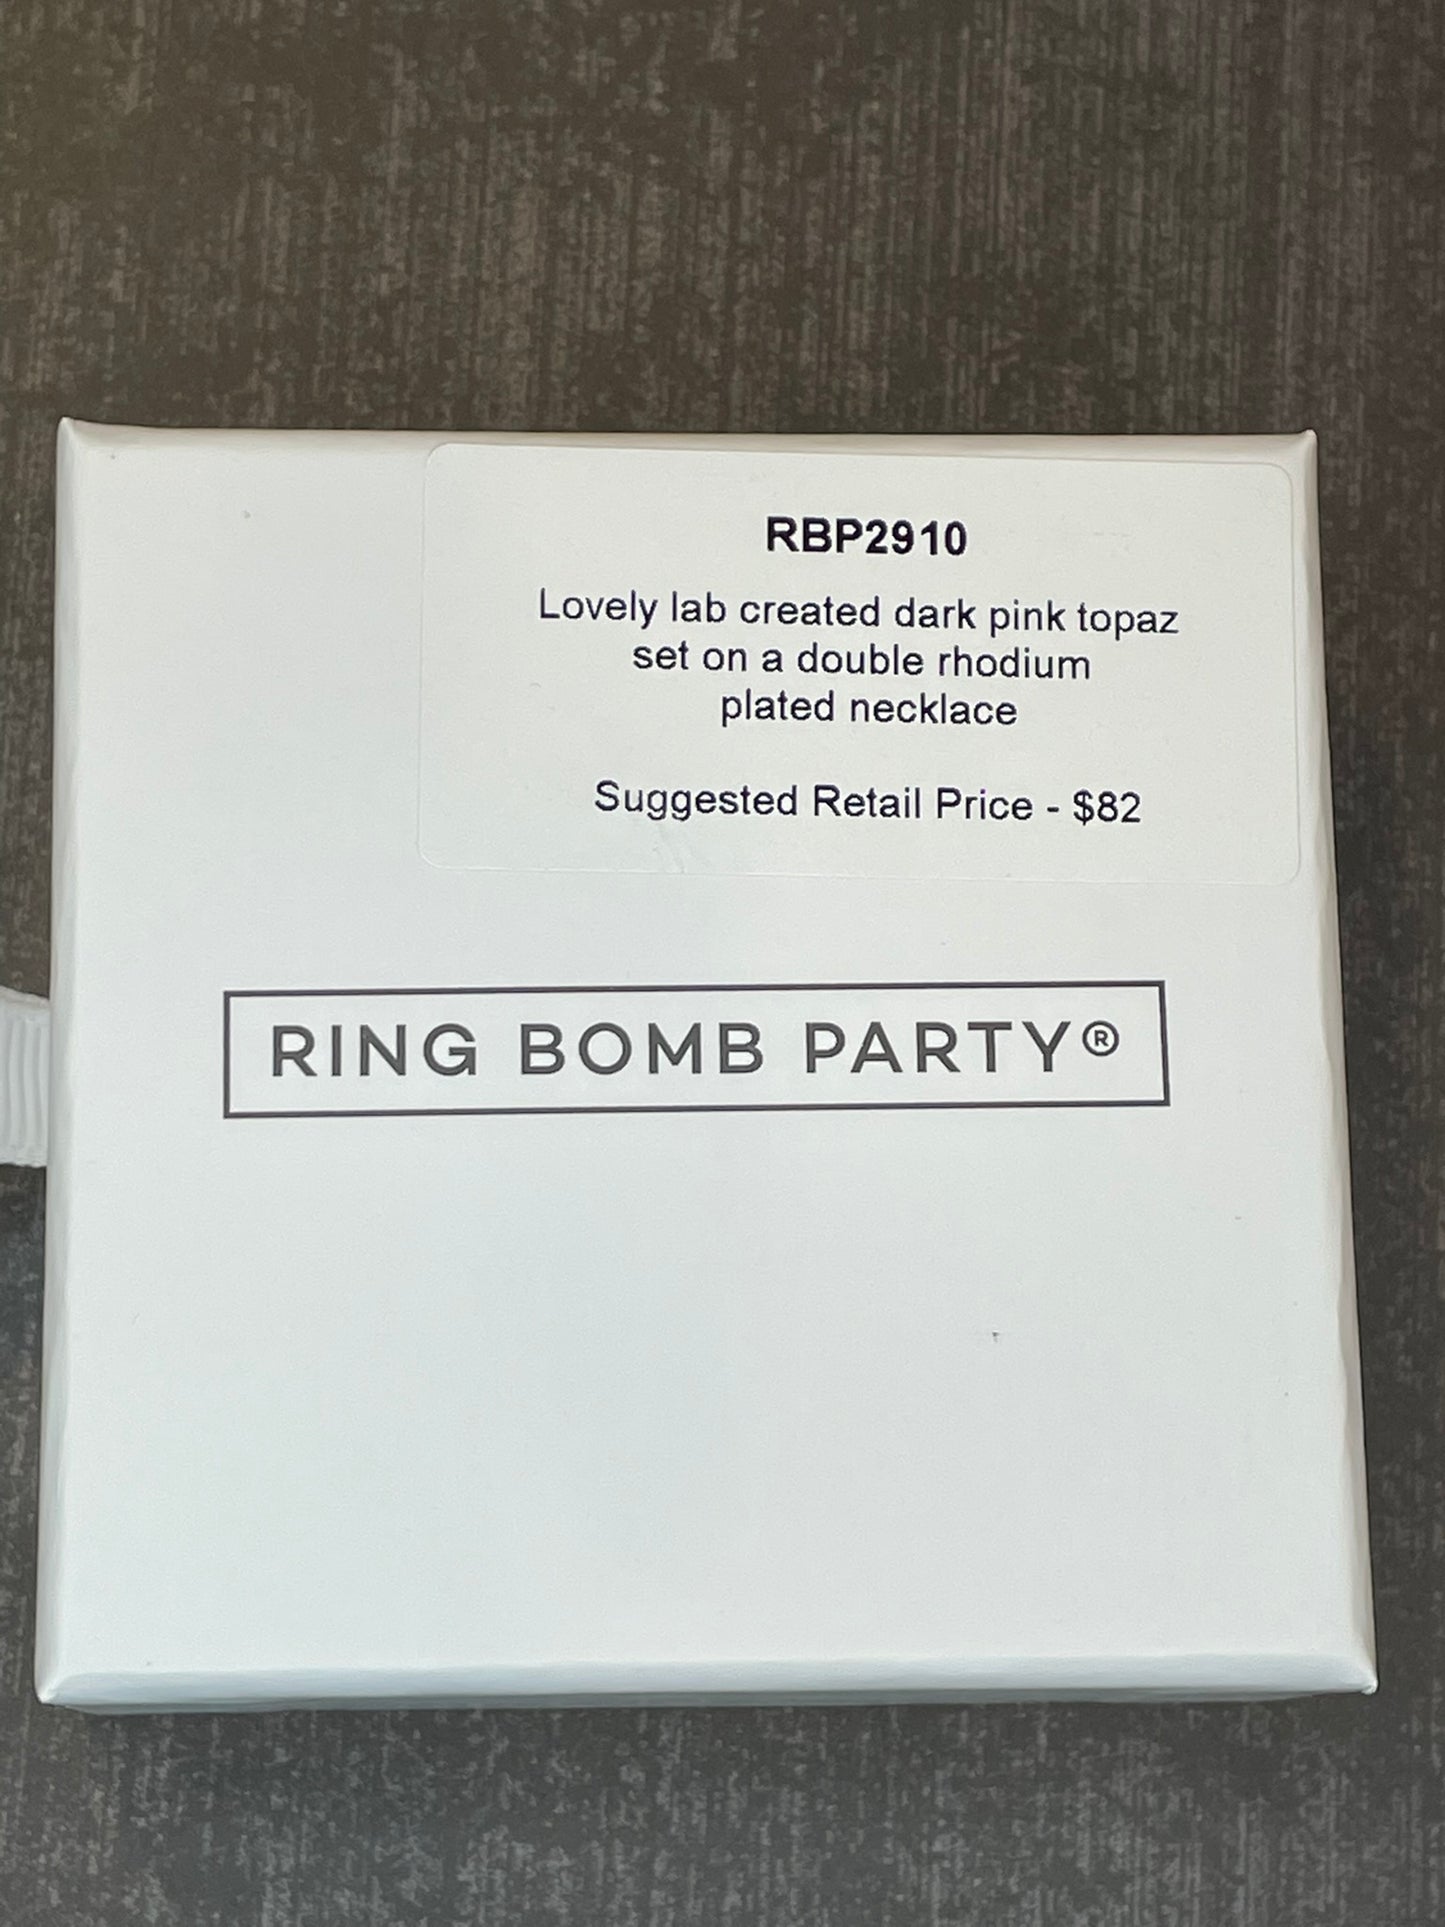 RBP2910
Lovely lab created dark pink topaz
set on a double rhodium
plated necklace
Suggested Retail Price - $82
RING BOMB PARTY®